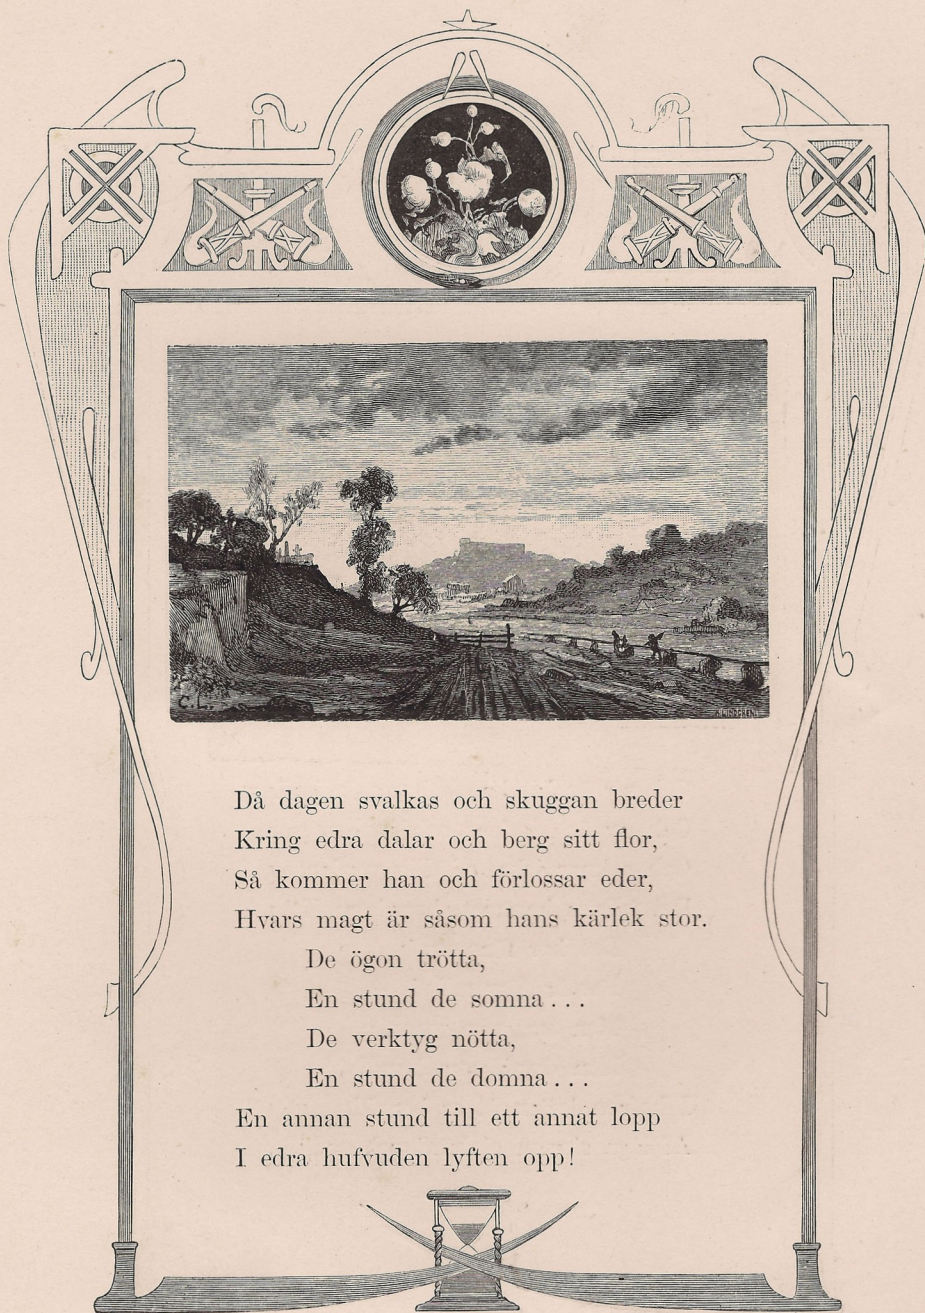 C. L.
Då dagen svalkas och skuggan breder
Kring edra dalar och berg sitt flor,
Så kommer han och förlossar eder,
Hvars magt är såsom hans kärlek stor.
De ögon trötta,
En stund de somna . . .
De verktyg nötta,
En stund de domna . . .
En annan stund till ett annat lopp
I edra hufvuden lyften opp!